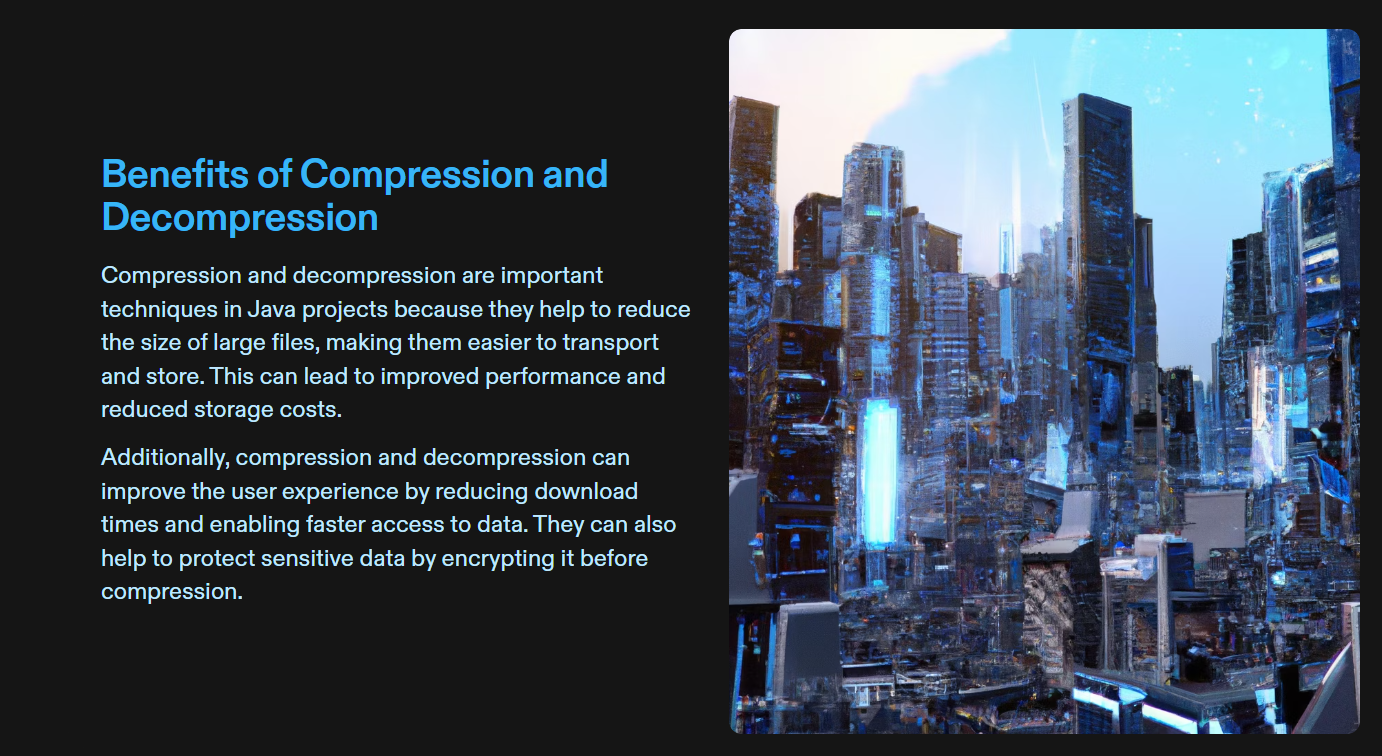 Benefits of Compression and
Decompression
Compression and decompression are important
techniques in Java projects because they help to reduce
the size of large files, making them easier to transport
and store. This can lead to improved performance and
reduced storage costs.
Additionally, compression and decompression can
improve the user experience by reducing download
times and enabling faster access to data. They can also
help to protect sensitive data by encrypting it before
compression.